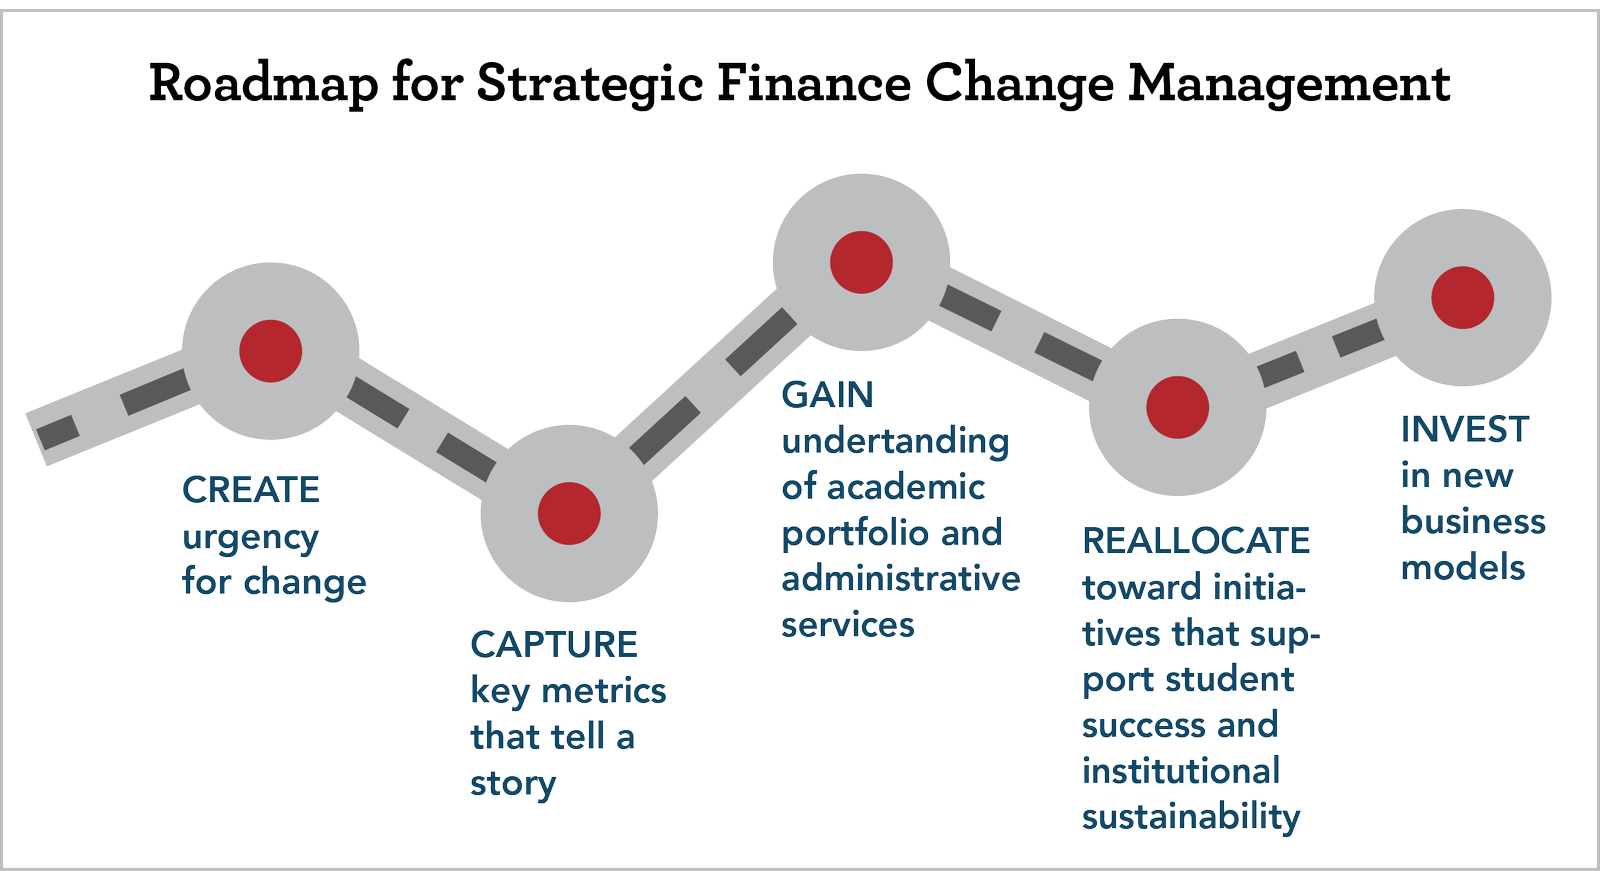 Roadmap for Strategic Finance Change Management
CREATE
urgency
for change
CAPTURE
key metrics
that tell a
story
GAIN
undertanding
of academic
portfolio and
administrative
services
REALLOCATE
toward initia-
tives that sup-
port student
success and
institutional
sustainability
INVEST
in new
business
models